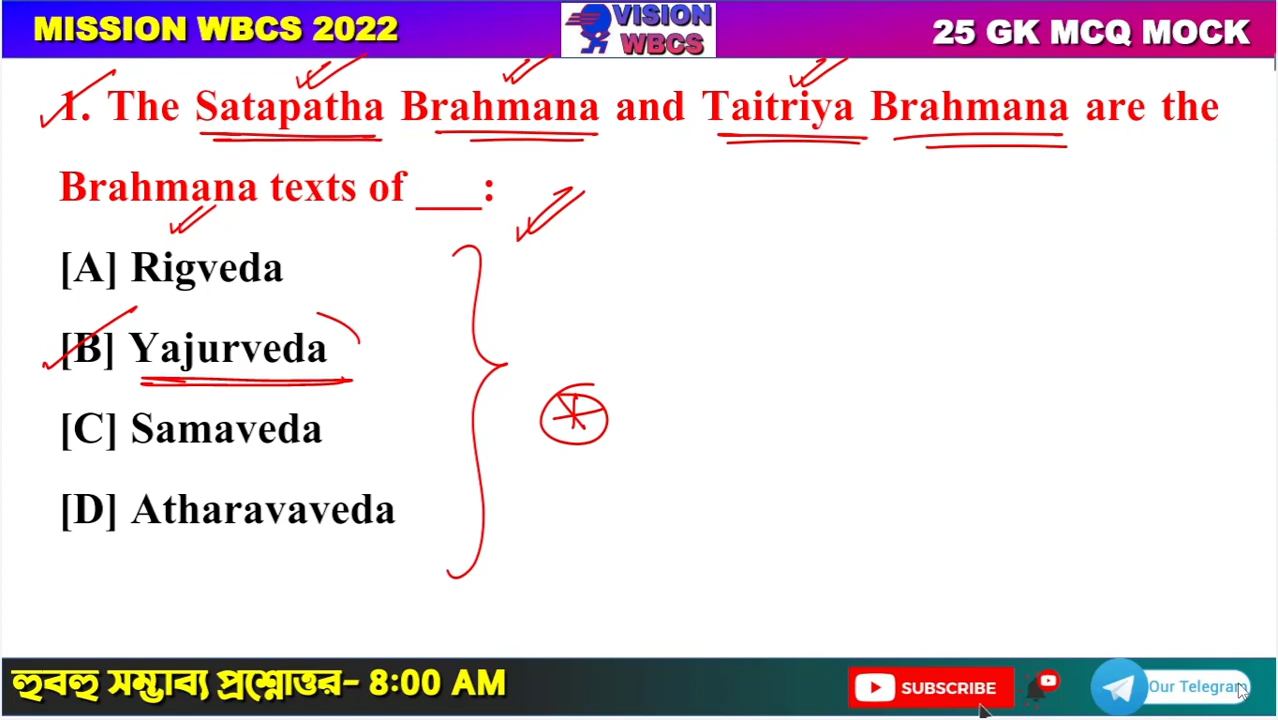 MISSION WBCS 2022
VISION
WBCS
25 GK MCQ MOCK
1. The Satapatha Brahmana and Taitriya Brahmana are the
Brahmana texts of ___:
[A] Rigveda
[B] Yajurveda
[C] Samaveda
[D] Atharavaveda
হুবহু সম্ভাব্য প্রশ্নোত্তর- 8:00 AM
SUBSCRIBE
Our Telegram